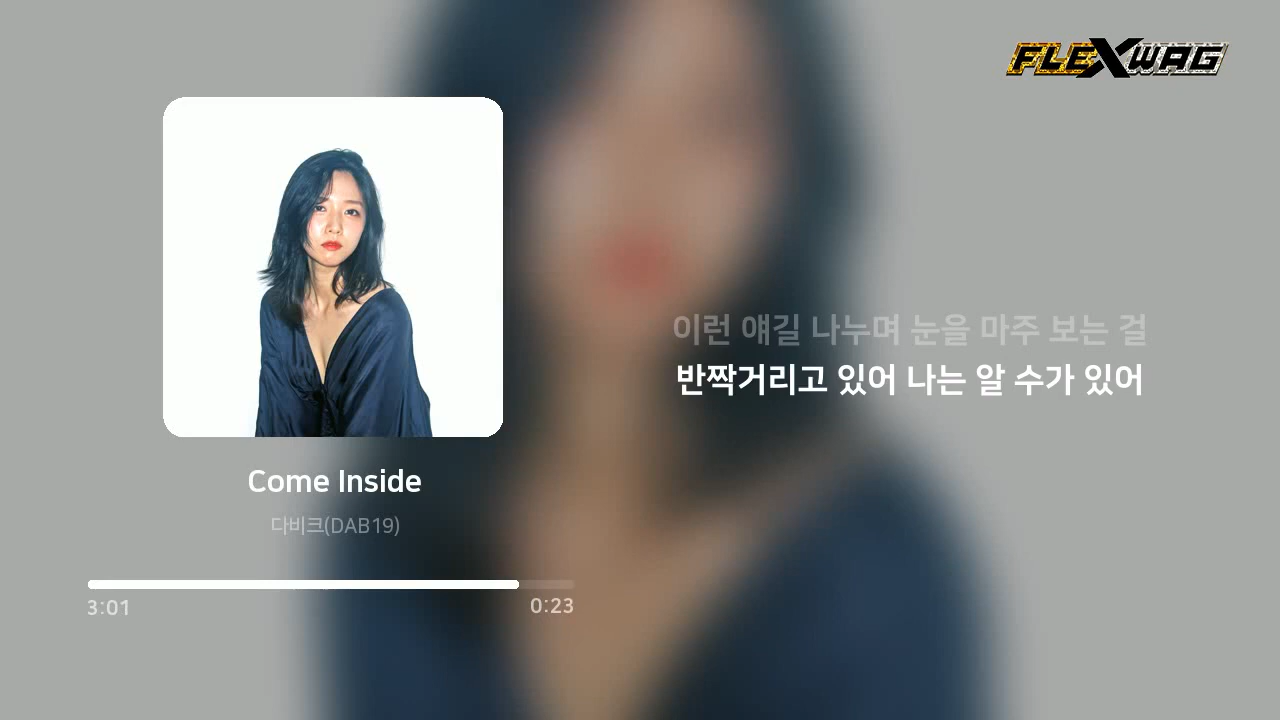 FLEXWAG
이런 얘길 나누며 눈을 마주 보는 걸
반짝거리고 있어 나는 알 수가 있어
Come Inside
다비크(DAB19)
3:01
0:23